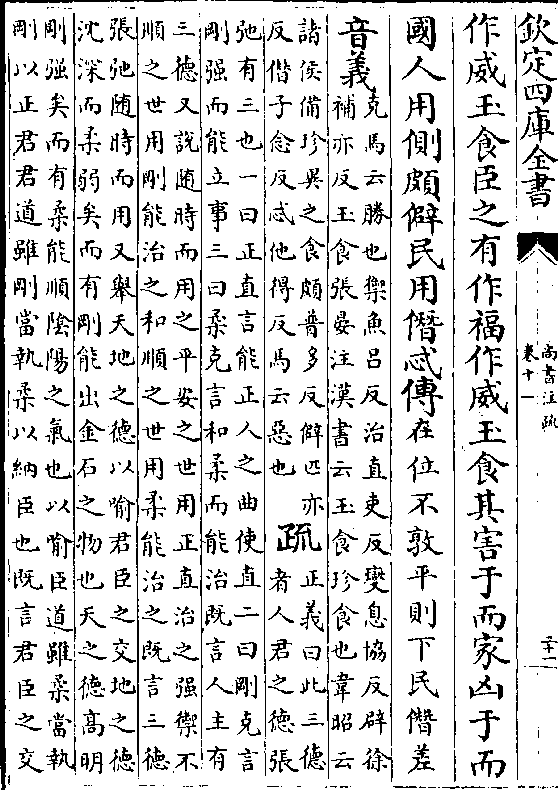 欽定四庫全書
尚書注疏
卷十一
作威玉食臣之有作福作威玉食其害于而家凶于而
國人用側頗僻民用僭忒傳在位不敦平則下民僭差
音義
克馬云勝也禦魚呂反治直吏反燮息協反辟徐
補亦反玉食張晏注漢書云玉食珍食也韋昭云
諸侯備珍異之食頗普多反僻匹亦
反僭子念反忒他得反馬云惡也
疏
正義曰此三德
者人君之德張
弛有三也一曰正直言能正人之曲使直二曰剛克言
剛强而能立事三曰柔克言和柔而能治既言人主有
三德又說隨時而用之平安之世用正直治之强禦不
順之世用剛能治之和順之世用柔能治之既言三德
張弛随時而用又舉天地之德以喻君臣之交地之德
沈深而柔弱矣而有剛能出金石之物也天之德髙明
剛强矣而有柔能順隂陽之氣也以喻臣道雖柔當執
剛以正君君道雖剛當執柔以納臣也既言君臣之交